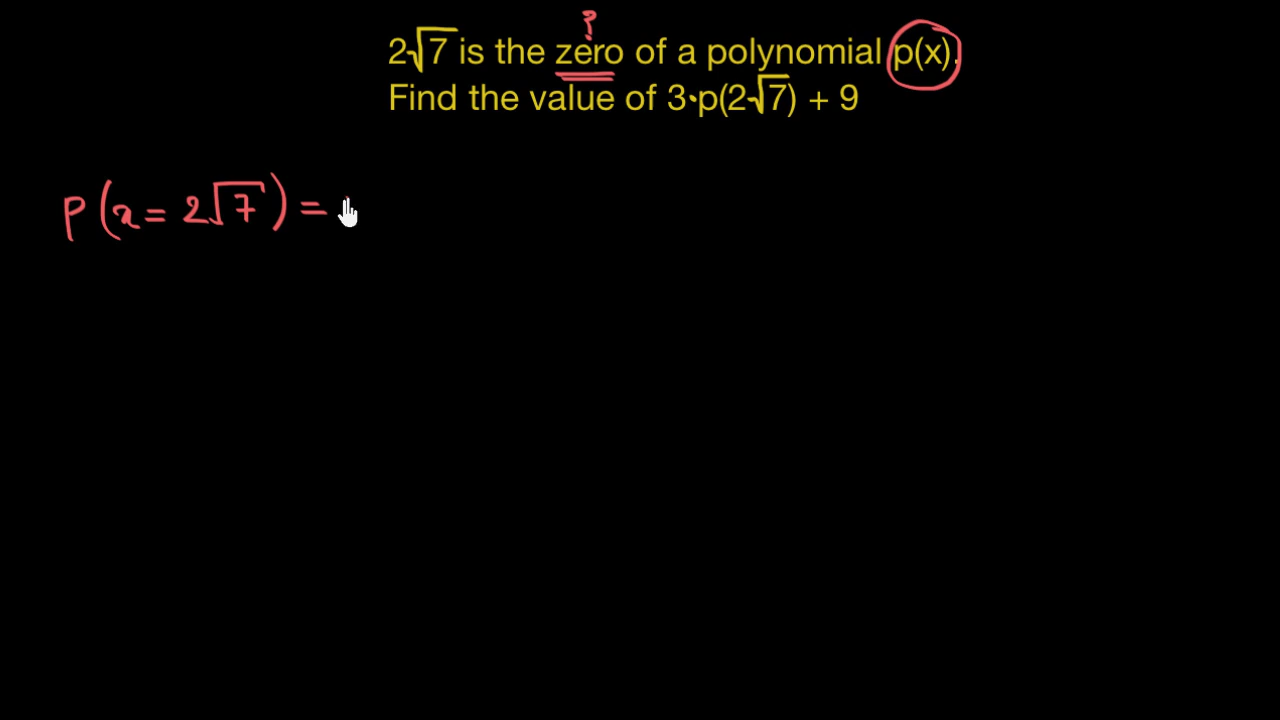 ?
2√7 is the zero of a polynomial p(x).
Find the value of 3·p(2√7) + 9
P(x = 2√7) =